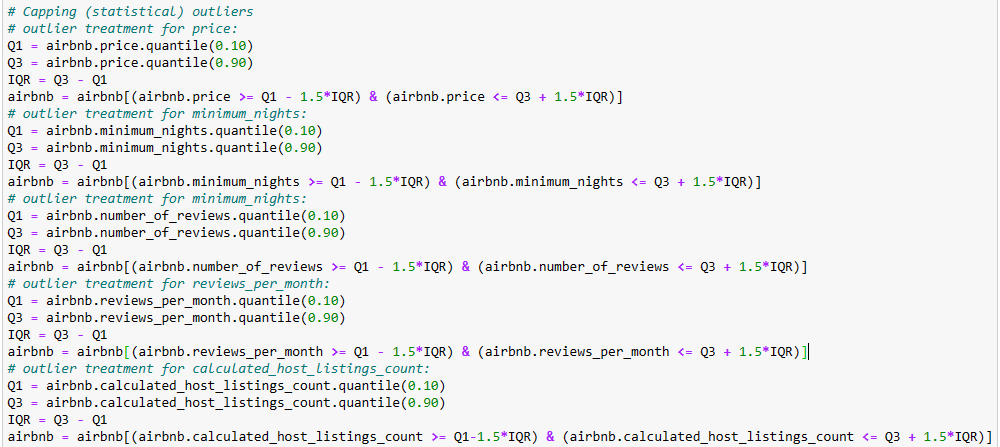 # Capping (statistical) outliers
# outlier treatment for price:
Q1 = airbnb.price.quantile(0.10)
Q3 = airbnb.price.quantile(0.90)
IQR = Q3 - Q1
airbnb = airbnb[(airbnb.price >= Q1 - 1.5*IQR) & (airbnb.price <= Q3 + 1.5*IQR)]
# outlier treatment for minimum_nights:
Q1 = airbnb.minimum_nights.quantile(0.10)
Q3 = airbnb.minimum_nights.quantile(0.90)
IQR = Q3 - Q1
airbnb = airbnb[(airbnb.minimum_nights >= Q1 - 1.5*IQR) & (airbnb.minimum_nights <= Q3 + 1.5*IQR)]
# outlier treatment for minimum_nights:
Q1 = airbnb.number_of_reviews.quantile(0.10)
Q3 = airbnb.number_of_reviews.quantile(0.90)
IQR = Q3 - Q1
airbnb = airbnb[(airbnb.number_of_reviews >= Q1 - 1.5*IQR) & (airbnb.number_of_reviews <= Q3 + 1.5*IQR)]
# outlier treatment for reviews_per_month:
Q1 = airbnb.reviews_per_month.quantile(0.10)
Q3 = airbnb.reviews_per_month.quantile(0.90)
IQR = Q3 - Q1
airbnb = airbnb[(airbnb.reviews_per_month >= Q1 - 1.5*IQR) & (airbnb.reviews_per_month <= Q3 + 1.5*IQR)]
# outlier treatment for calculated_host_listings_count:
Q1 = airbnb.calculated_host_listings_count.quantile(0.10)
Q3 = airbnb.calculated_host_listings_count.quantile(0.90)
IQR = Q3 - Q1
airbnb = airbnb[(airbnb.calculated_host_listings_count >= Q1-1.5*IQR) & (airbnb.calculated_host_listings_count <= Q3 + 1.5*IQR)]